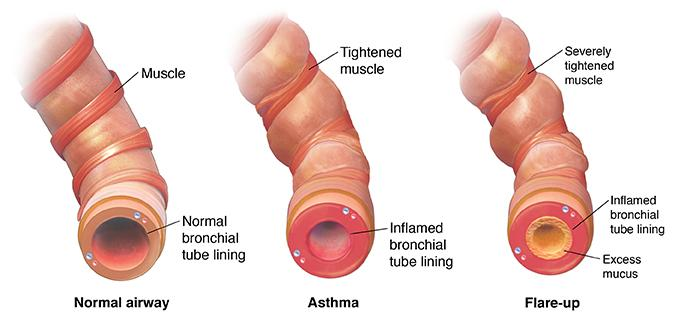 Muscle
Normal
bronchial
tube lining
Normal airway
Tightened
muscle
Inflamed
bronchial
tube lining
Asthma
Severely
tightened
muscle
Inflamed
bronchial
tube lining
Excess
mucus
Flare-up